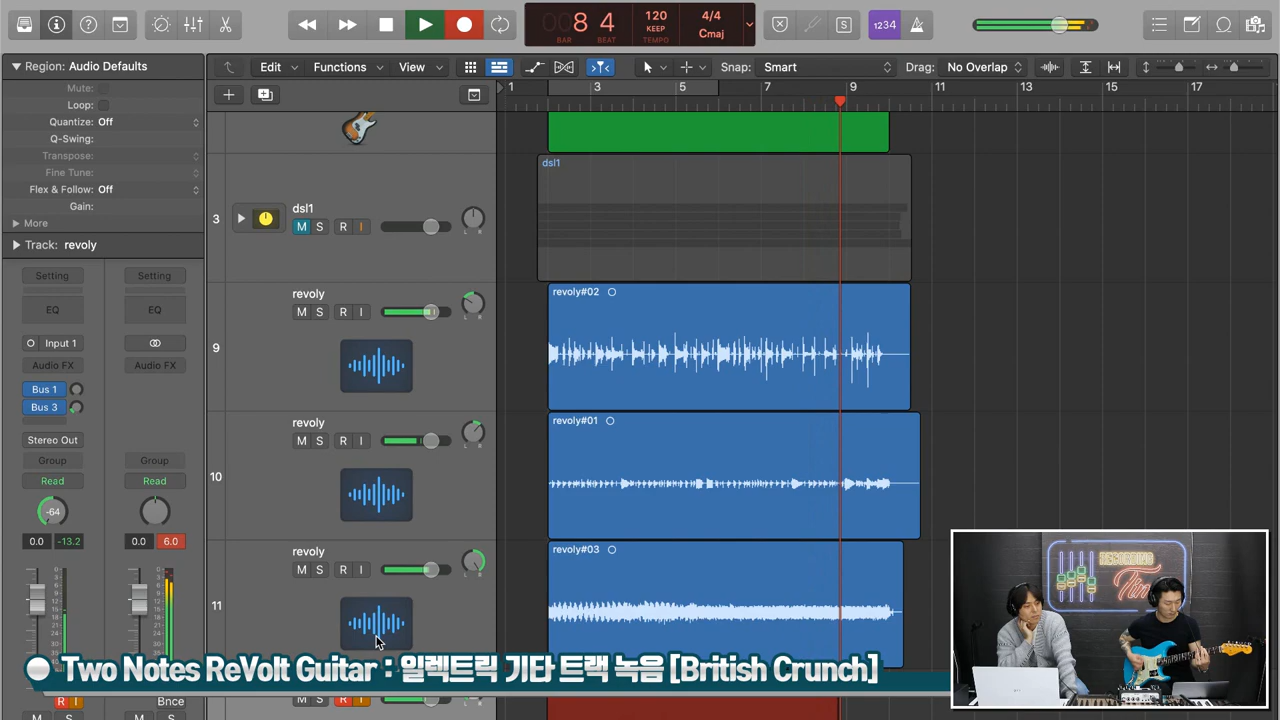 8 4
BAR BEAT
120
KEEP
TEMPO
4/4
Cmaj
S
1234
Region: Audio Defaults
Mute:
Loop:
Quantize: Off
Q-Swing:
Transpose:
Fine Tune:
Flex & Follow: Off
Gain:
More
Track: revoly
Setting Setting
EQ EQ
Input 1
Audio FX Audio FX
Bus 1
Bus 3
Stereo Out
Group Group
Read Read
-64
0.0 -13.2 0.0 6.0
R I Bnce
M S M S
Edit Functions View Snap: Smart Drag: No Overlap
1 3 5 7 9 11 13 15 17
3
dsl1
M S R I
dsl1
9
revoly
M S R I
revoly#02
10
revoly
M S R I
revoly#01
11
revoly
M S R I
revoly#03
RECORDING
Time
Two Notes ReVolt Guitar : 일렉트릭 기타 트랙 녹음 [British Crunch]
M S R I